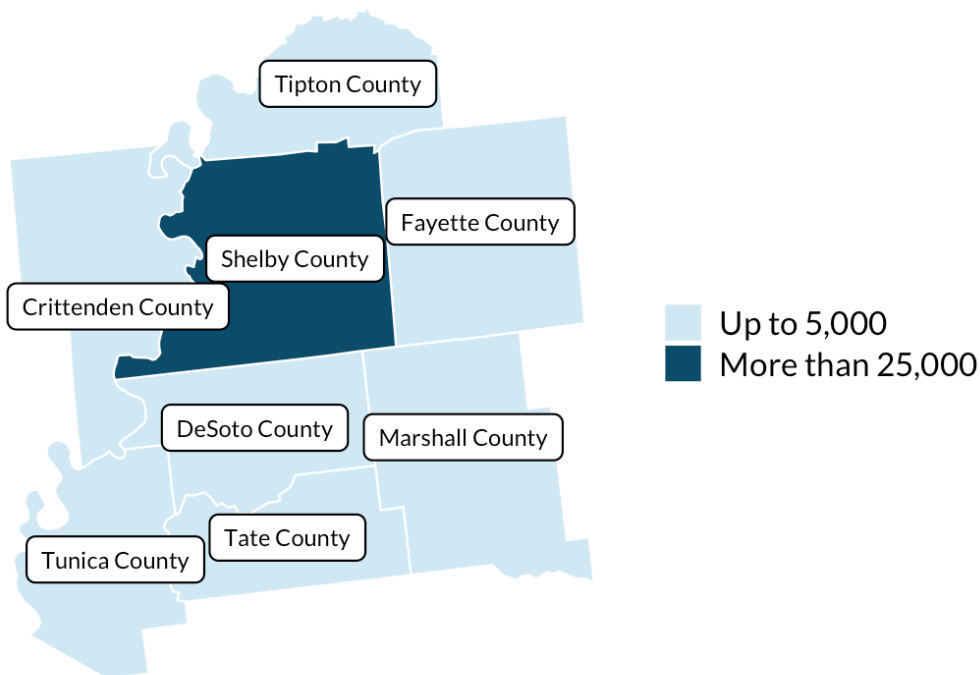 Tipton County
Fayette County
Shelby County
Crittenden County
Up to 5,000
More than 25,000
DeSoto County
Marshall County
Tate County
Tunica County